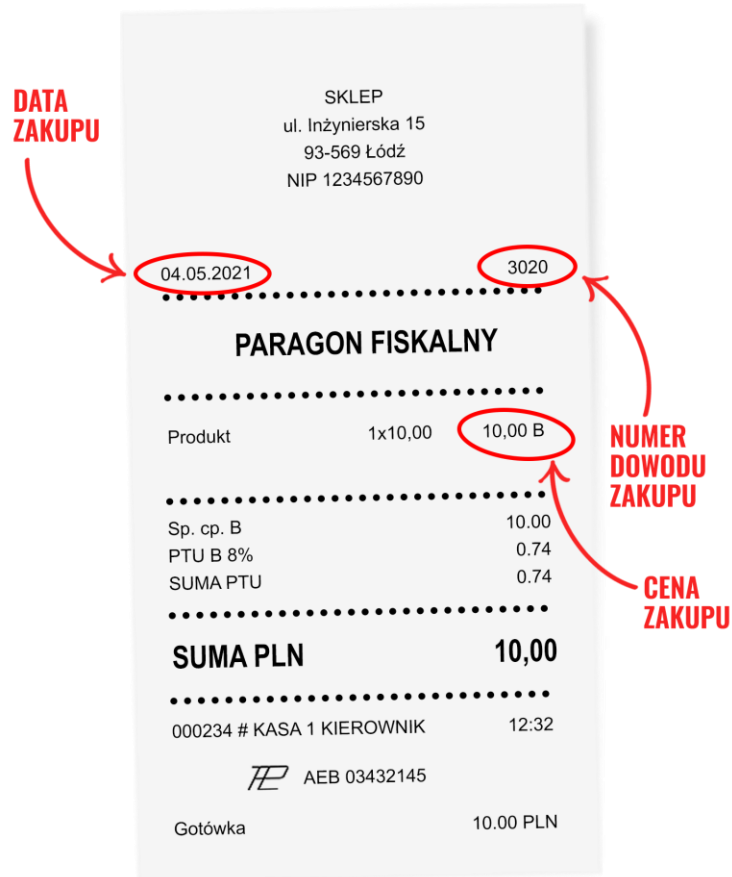 DATA
ZAKUPU
SKLEP
ul. Inżynierska 15
93-569 Łódź
NIP 1234567890
04.05.2021 3020
PARAGON FISKALNY
Produkt 1x10,00 10,00 B
NUMER
DOWODU
ZAKUPU
Sp. cp. B 10.00
PTU B 8% 0.74
SUMA PTU 0.74
CENA
ZAKUPU
SUMA PLN 10,00
000234 # KASA 1 KIEROWNIK 12:32
AEB 03432145
Gotówka 10.00 PLN